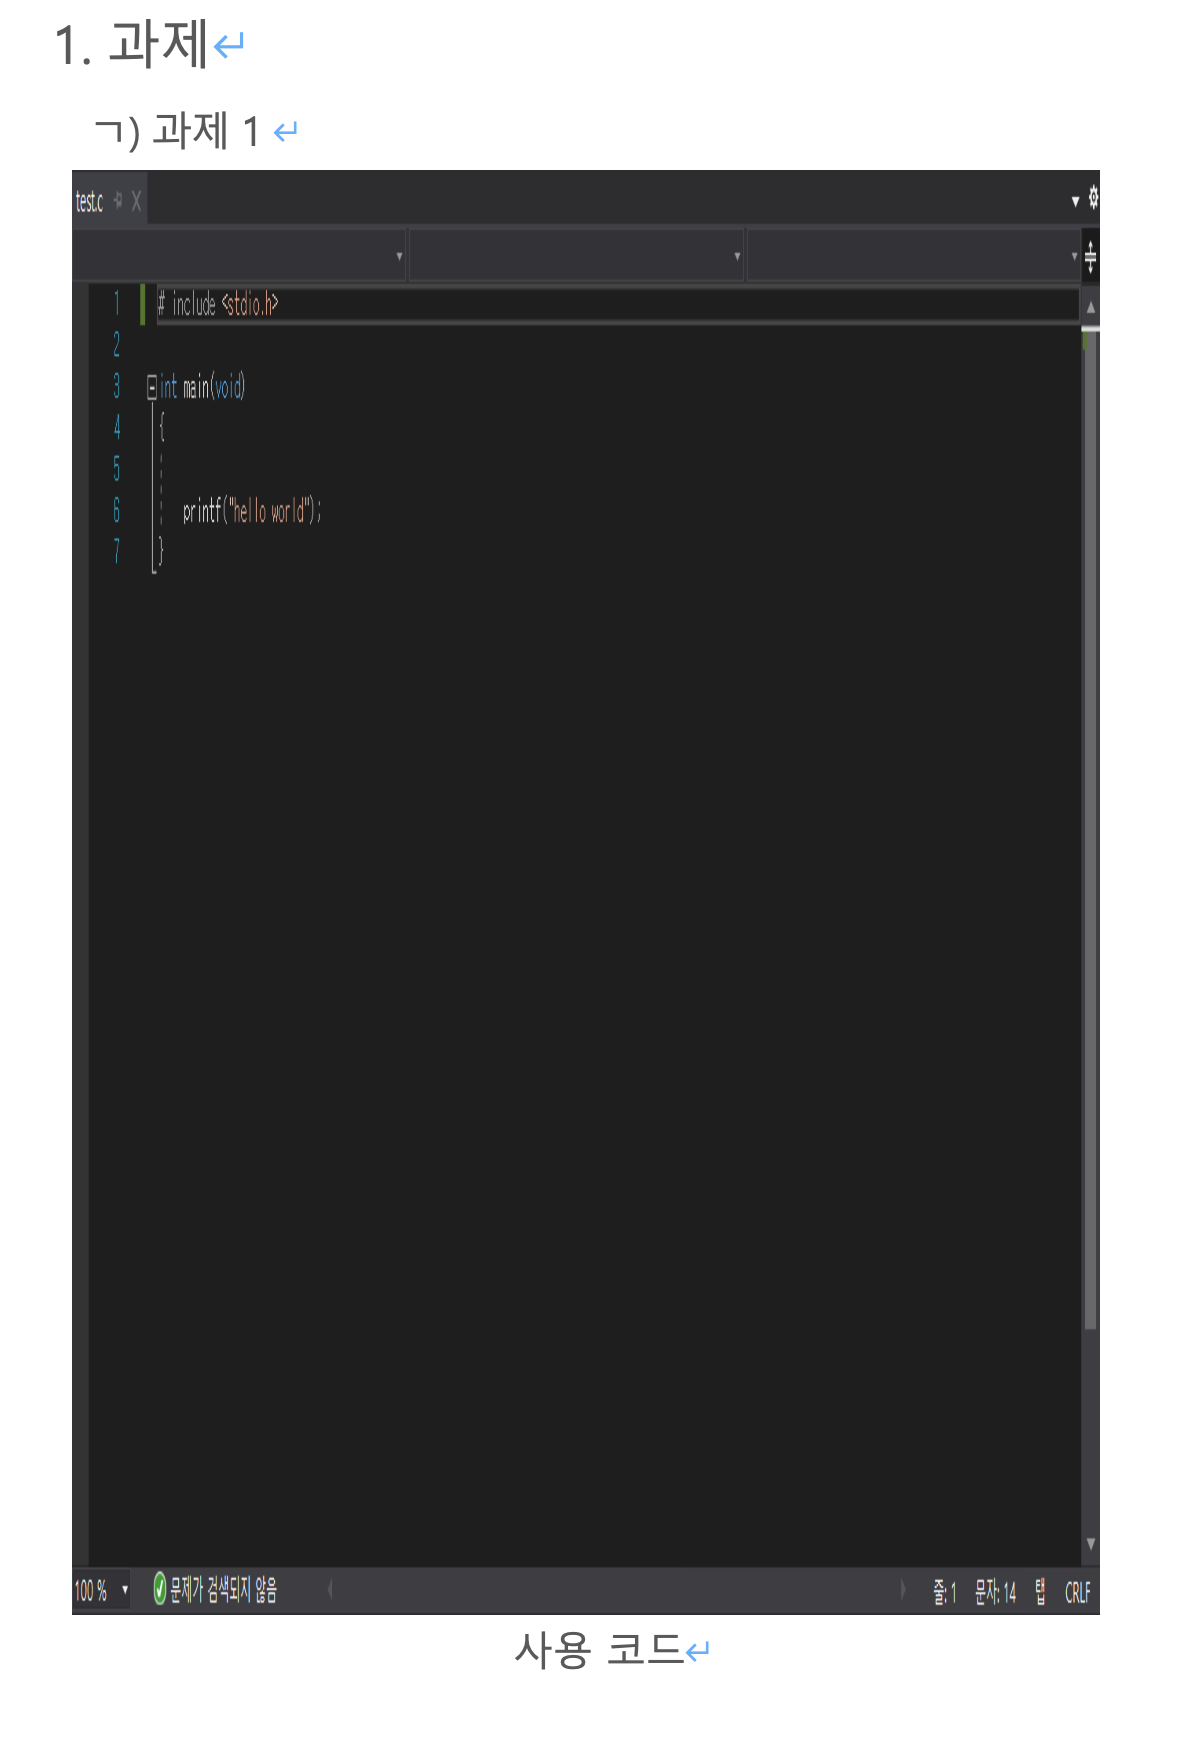 1. 과제↵
ㄱ) 과제 1 ↵
test.c
1 # include <stdio.h>
2
3 int main(void)
4 {
5
6 printf("hello world");
7 }
100 % 문제가 검색되지 않음 줄: 1 문자: 14 탭 CRLF
사용 코드↵